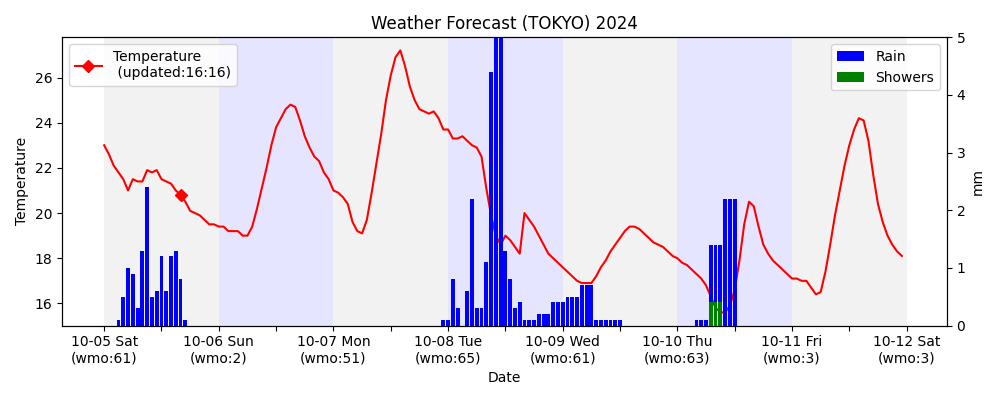 Weather Forecast (TOKYO) 2024
Temperature
(updated:16:16)
Rain
Showers
Temperature
26
24
22
20
18
16
5
4
3
2
1
0
mm
10-05 Sat
(wmo:61)
10-06 Sun
(wmo:2)
10-07 Mon
(wmo:51)
10-08 Tue
(wmo:65)
10-09 Wed
(wmo:61)
10-10 Thu
(wmo:63)
10-11 Fri
(wmo:3)
10-12 Sat
(wmo:3)
Date